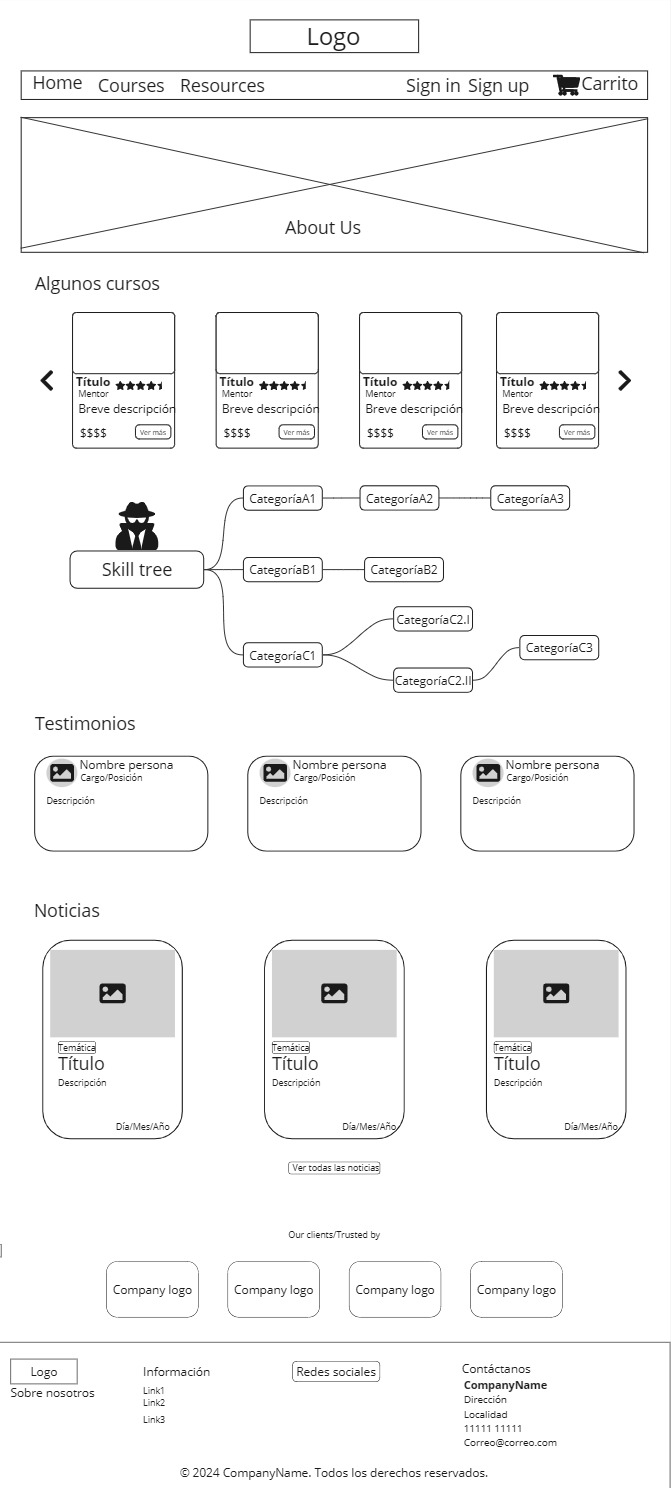 Logo
Home Courses Resources Sign in Sign up Carrito
About Us
Algunos cursos
Título
Mentor
Breve descripción
$$$$ Ver más
Título
Mentor
Breve descripción
$$$$ Ver más
Título
Mentor
Breve descripción
$$$$ Ver más
Título
Mentor
Breve descripción
$$$$ Ver más
Skill tree
CategoríaA1 CategoríaA2 CategoríaA3
CategoríaB1 CategoríaB2
CategoríaC1
CategoríaC2.I
CategoríaC2.II
CategoríaC3
Testimonios
Nombre persona
Cargo/Posición
Descripción
Nombre persona
Cargo/Posición
Descripción
Nombre persona
Cargo/Posición
Descripción
Noticias
Temática
Título
Descripción
Día/Mes/Año
Temática
Título
Descripción
Día/Mes/Año
Temática
Título
Descripción
Día/Mes/Año
Ver todas las noticias
Our clients/Trusted by
Company logo Company logo Company logo Company logo
Logo
Sobre nosotros
Información
Link1
Link2
Link3
Redes sociales
Contáctanos
CompanyName
Dirección
Localidad
11111 11111
Correo@correo.com
© 2024 CompanyName. Todos los derechos reservados.